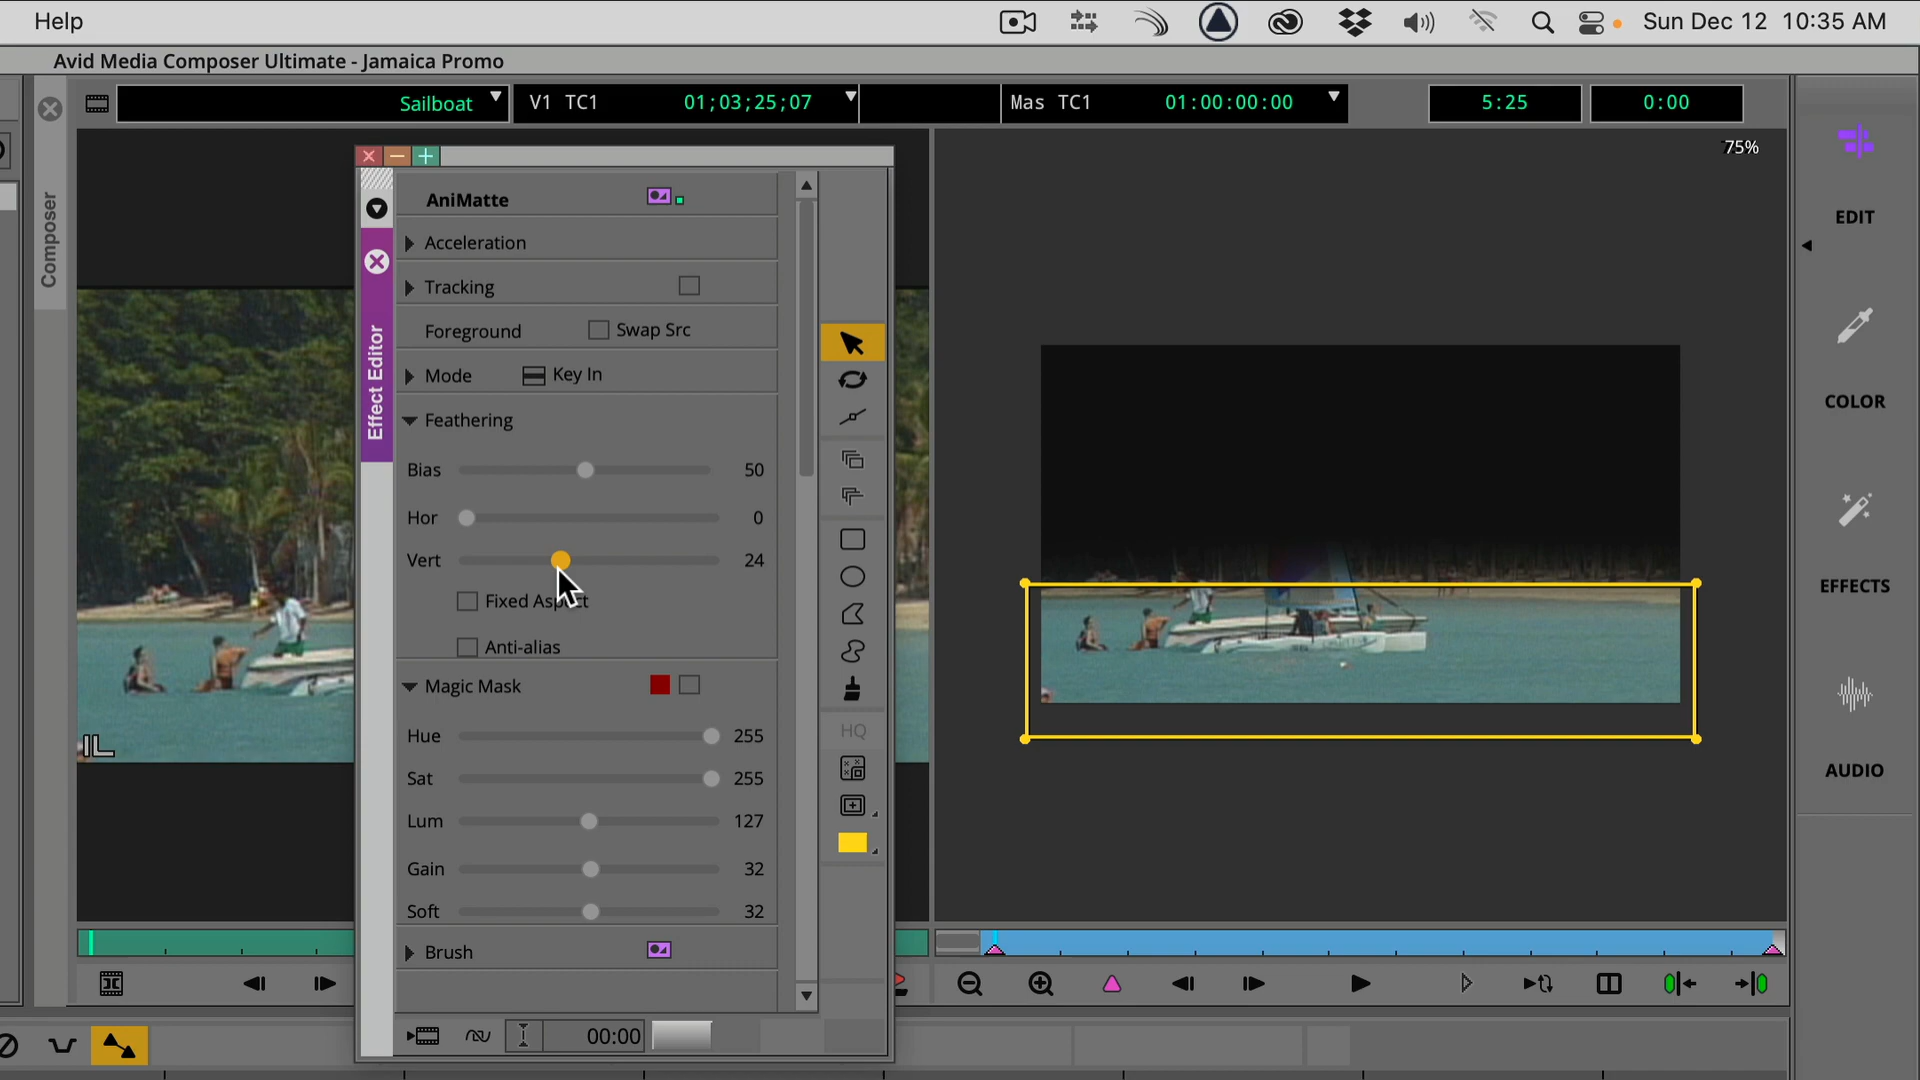 Help
Sun Dec 12 10:35 AM
Avid Media Composer Ultimate - Jamaica Promo
Composer
Sailboat
V1 TC1 01;03;25;07
Mas TC1 01:00:00:00
5:25
0:00
75%
Effect Editor
AniMatte
Acceleration
Tracking
Foreground Swap Src
Mode Key In
Feathering
Bias 50
Hor 0
Vert 24
Fixed Aspect
Anti-alias
Magic Mask
Hue 255
Sat 255
Lum 127
Gain 32
Soft 32
Brush
00:00
HQ
EDIT
COLOR
EFFECTS
AUDIO